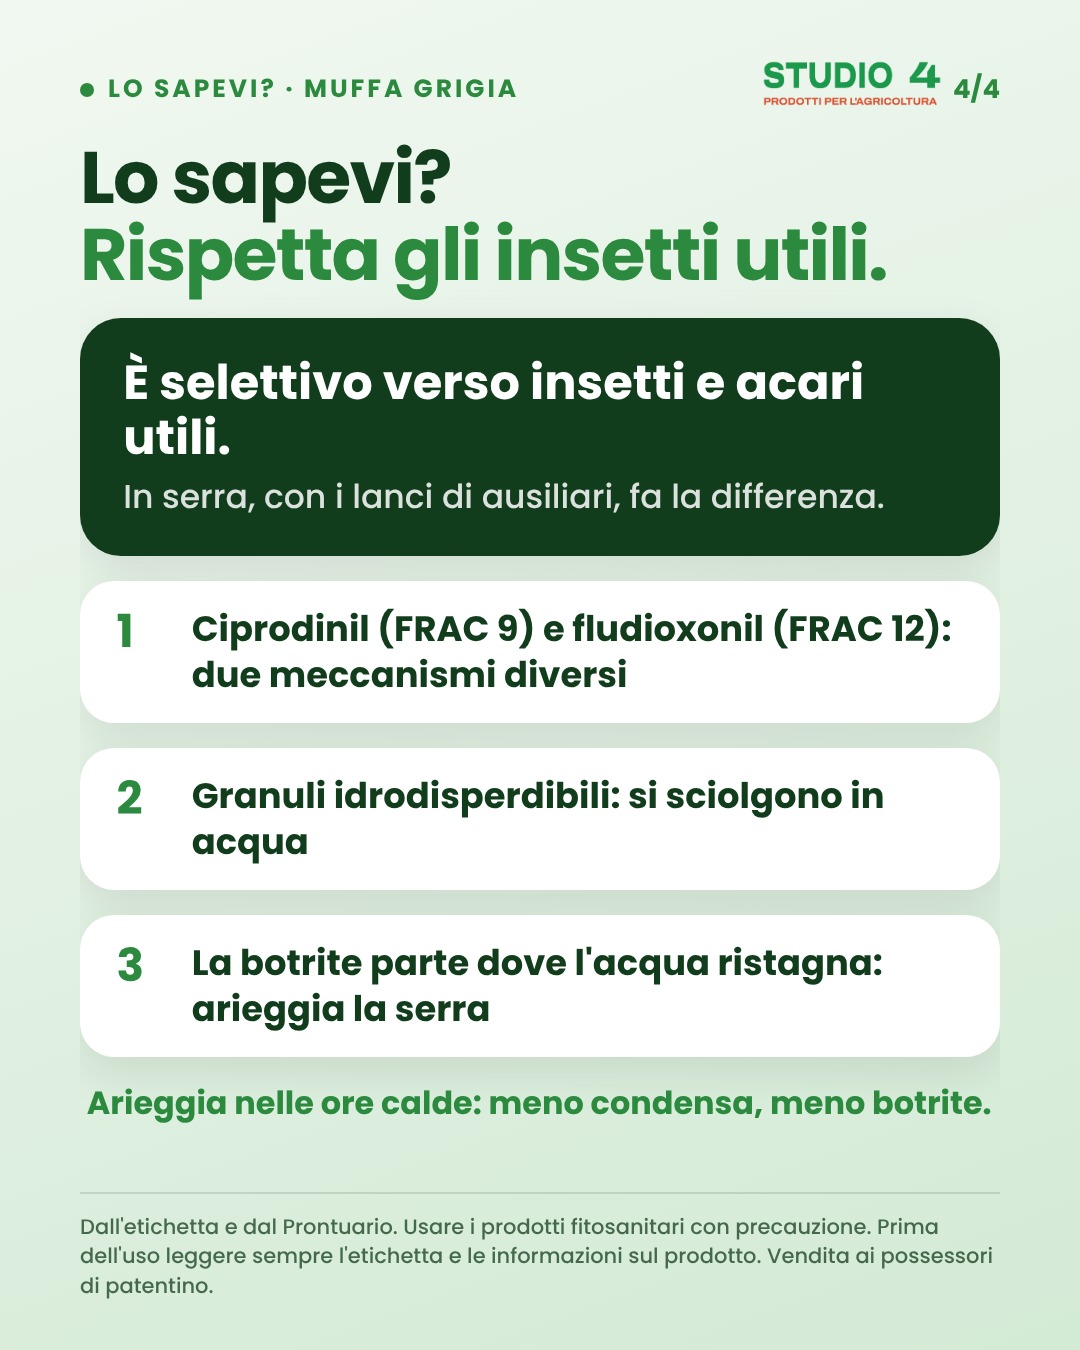 LO SAPEVI? · MUFFA GRIGIA
STUDIO 4
PRODOTTI PER L'AGRICOLTURA
4/4
Lo sapevi?
Rispetta gli insetti utili.
È selettivo verso insetti e acari
utili.
In serra, con i lanci di ausiliari, fa la differenza.
1
Ciprodinil (FRAC 9) e fludioxonil (FRAC 12):
due meccanismi diversi
2
Granuli idrodisperdibili: si sciolgono in
acqua
3
La botrite parte dove l'acqua ristagna:
arieggia la serra
Arieggia nelle ore calde: meno condensa, meno botrite.
Dall'etichetta e dal Prontuario. Usare i prodotti fitosanitari con precauzione. Prima
dell'uso leggere sempre l'etichetta e le informazioni sul prodotto. Vendita ai possessori
di patentino.